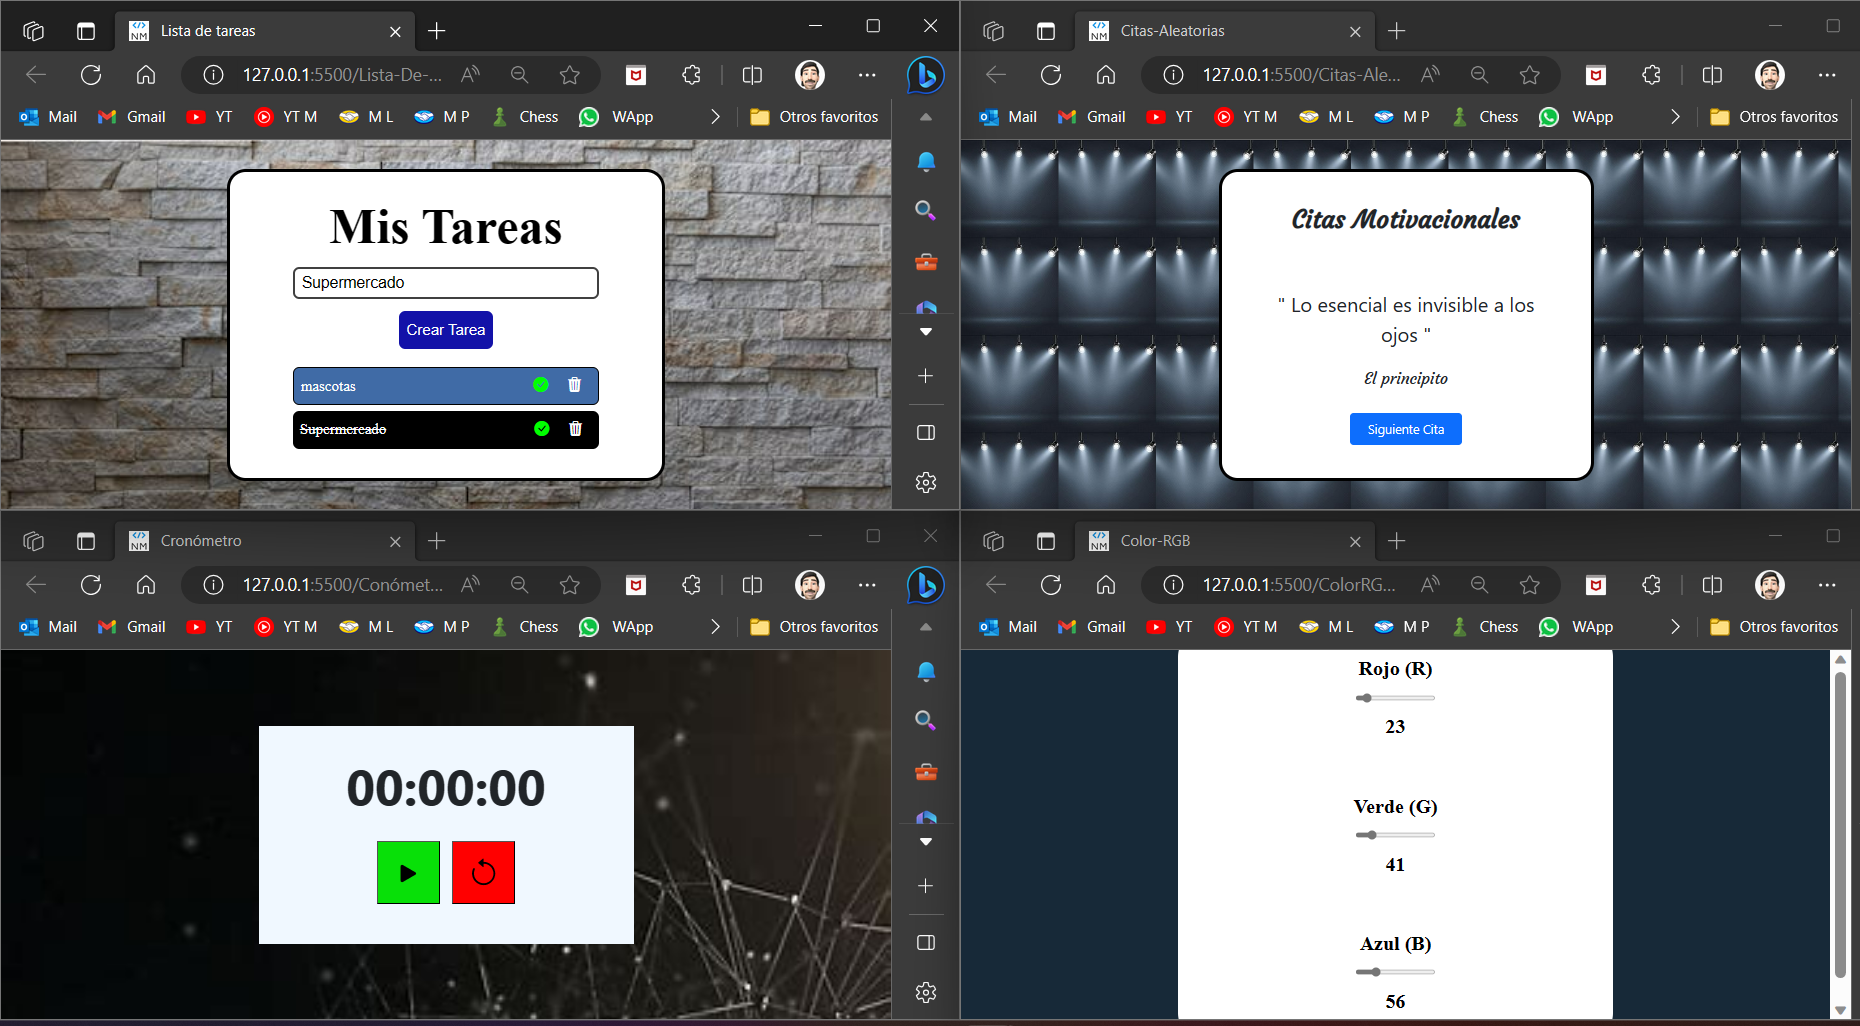 Lista de tareas
127.0.0.1:5500/Lista-De-...
Mail Gmail YT YT M M L M P Chess WApp Otros favoritos
Mis Tareas
Supermercado
Crear Tarea
mascotas
Supermercado
Citas-Aleatorias
127.0.0.1:5500/Citas-Ale...
Mail Gmail YT YT M M L M P Chess WApp Otros favoritos
Citas Motivacionales
" Lo esencial es invisible a los
ojos "
El principito
Siguiente Cita
Cronómetro
127.0.0.1:5500/Conómet...
Mail Gmail YT YT M M L M P Chess WApp Otros favoritos
00:00:00
Color-RGB
127.0.0.1:5500/ColorRG...
Mail Gmail YT YT M M L M P Chess WApp Otros favoritos
Rojo (R)
23
Verde (G)
41
Azul (B)
56